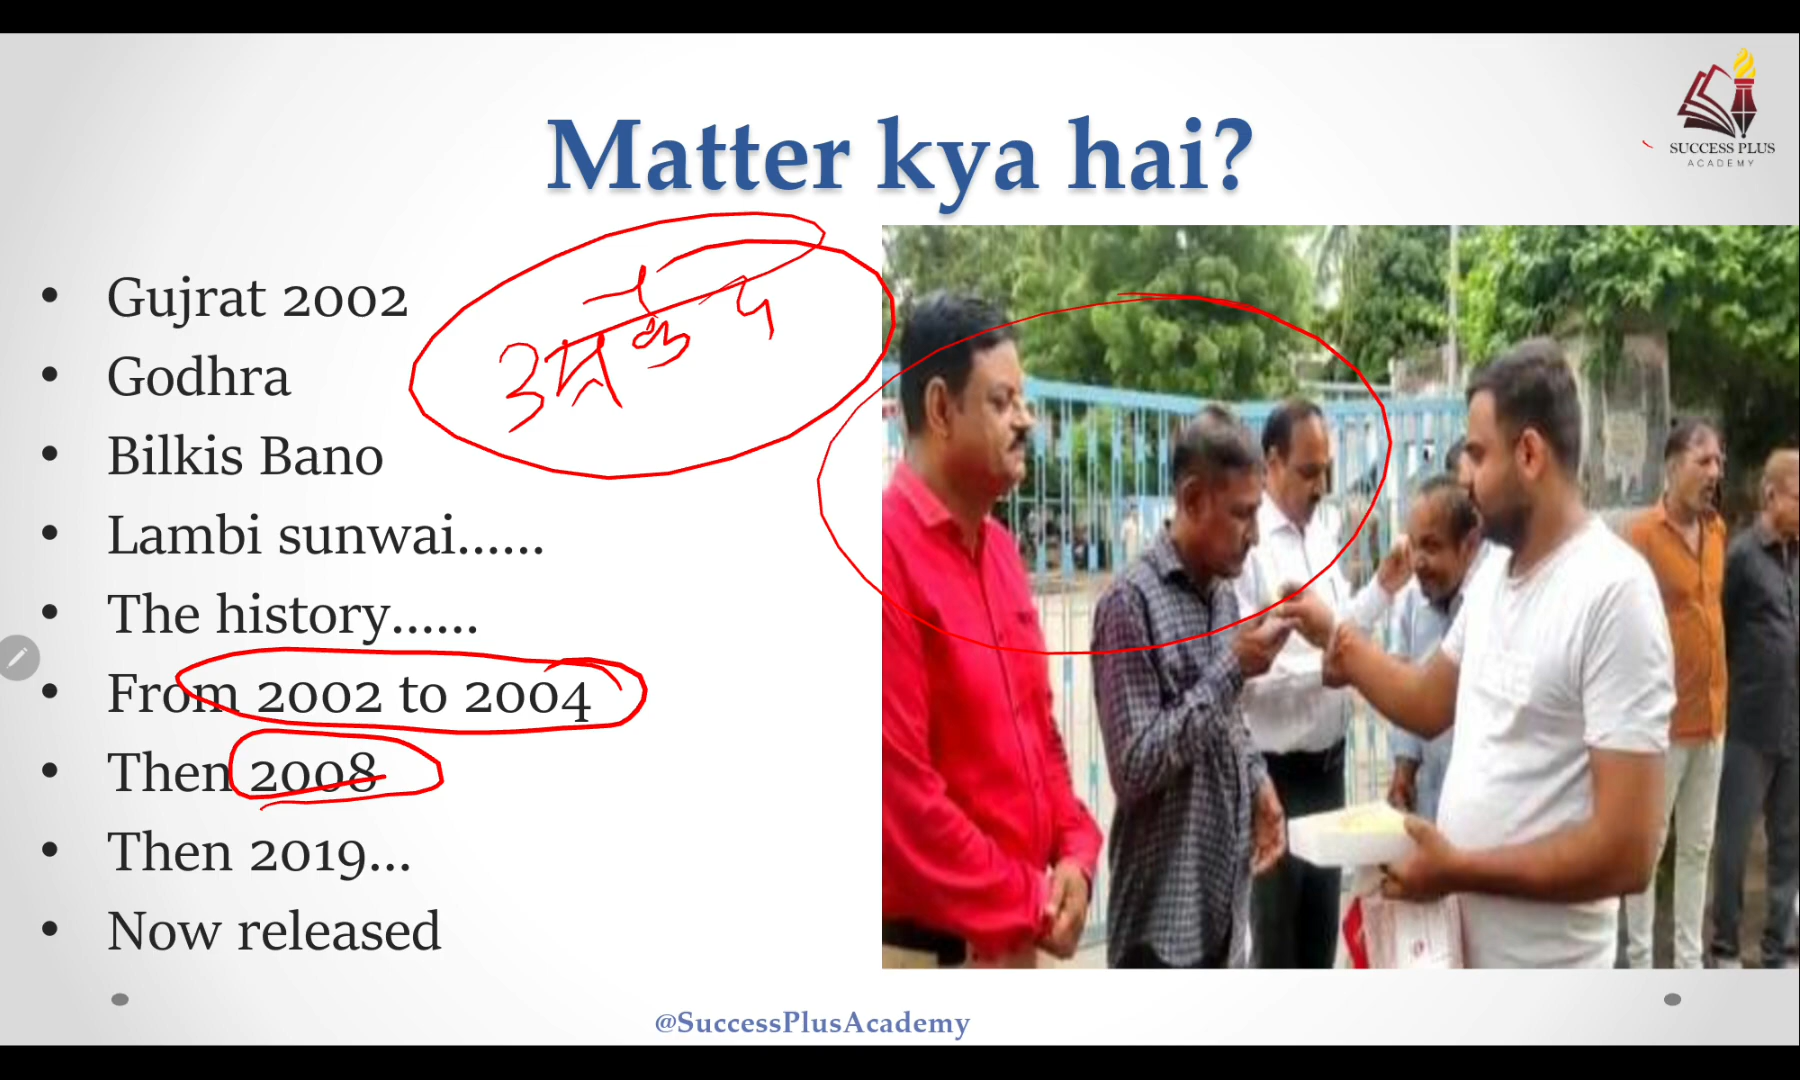 Matter kya hai?
SUCCESS PLUS
ACADEMY
• Gujrat 2002
• Godhra
• Bilkis Bano
• Lambi sunwai......
• The history......
• From 2002 to 2004
• Then 2008
• Then 2019...
• Now released
@SuccessPlusAcademy